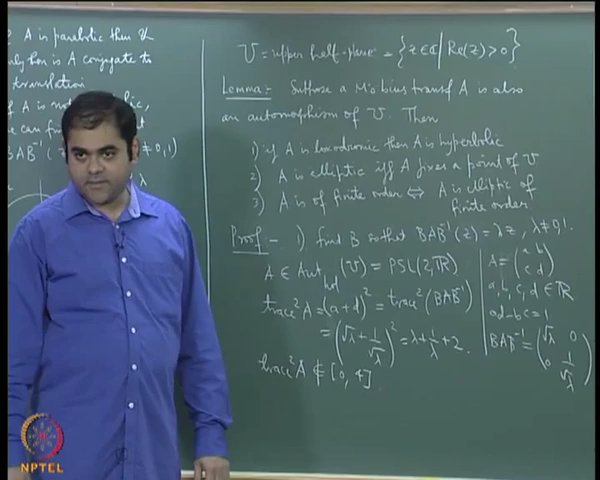 A is parabolic then
only then is A conjugate to
translation
A is not
can find
BAB⁻¹(z) ≠ 0, 1)
λ
U = upper half-plane = {z ∈ ℂ | Re(z) > 0}
Lemma:- Suppose a Möbius transf A is also
an automorphism of U. Then
1) if A is loxodromic then A is hyperbolic
2) A is elliptic iff A fixes a point of U
3) A is of finite order ⇔ A is elliptic of
finite order.
Proof - 1) find B so that BAB⁻¹(z) = λz, λ ≠ 0, 1.
A ∈ Aut_hol(U) = PSL(2, ℝ)
trace²A = (a+d)² = trace²(BAB⁻¹)
= (√λ + 1/√λ)² = λ + 1/λ + 2.
trace²A ∉ [0, 4].
A = (a b
c d)
a, b, c, d ∈ ℝ
ad - bc = 1
BAB⁻¹ = (√λ 0
0 1/√λ)
NPTEL